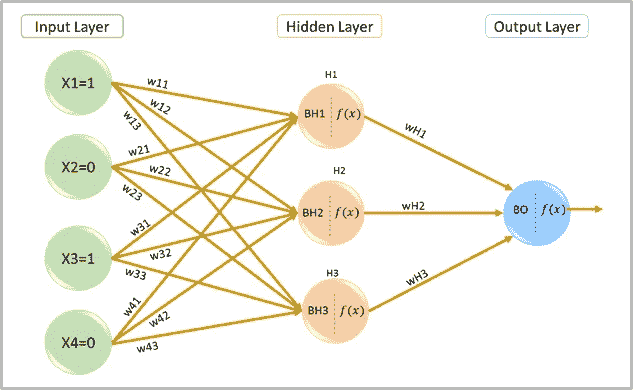 Input Layer
Hidden Layer
Output Layer
X1=1
X2=0
X3=1
X4=0
w11
w12
w13
w21
w22
w23
w31
w32
w33
w41
w42
w43
H1
BH1 f(x)
H2
BH2 f(x)
H3
BH3 f(x)
wH1
wH2
wH3
BO f(x)